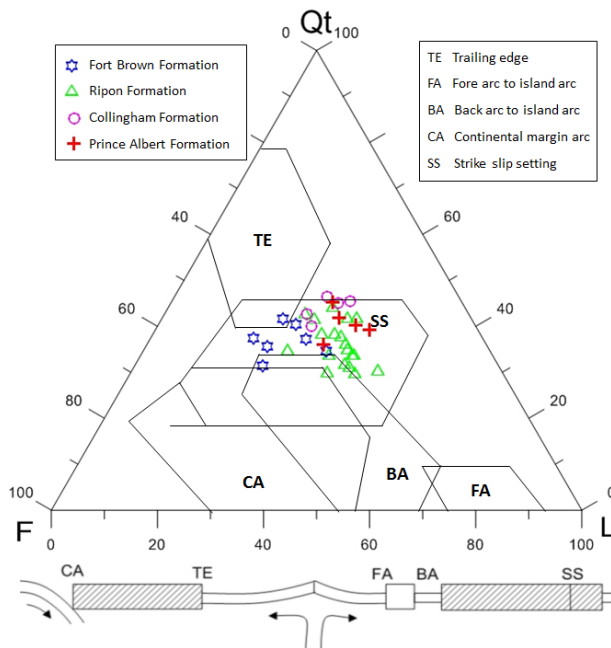 Qt
0 100
Fort Brown Formation
Ripon Formation
Collingham Formation
Prince Albert Formation
TE Trailing edge
FA Fore arc to island arc
BA Back arc to island arc
CA Continental margin arc
SS Strike slip setting
40 60
TE
60 SS 40
80 20
CA BA FA
100 0
F L
0 20 40 60 80 100
CA TE FA BA SS